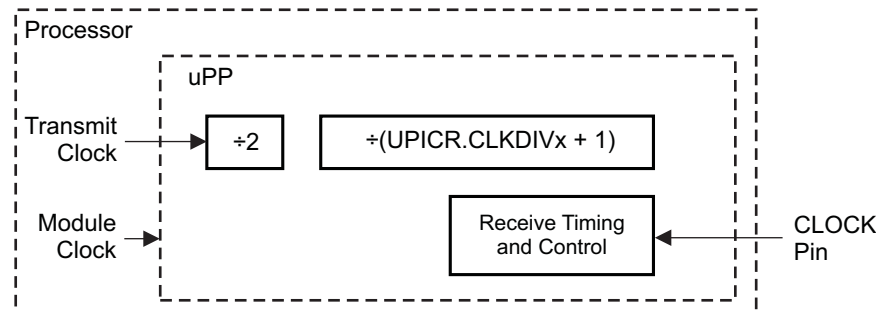 Processor
uPP
Transmit
Clock
÷2
÷(UPICR.CLKDIVx + 1)
Module
Clock
Receive Timing
and Control
CLOCK
Pin